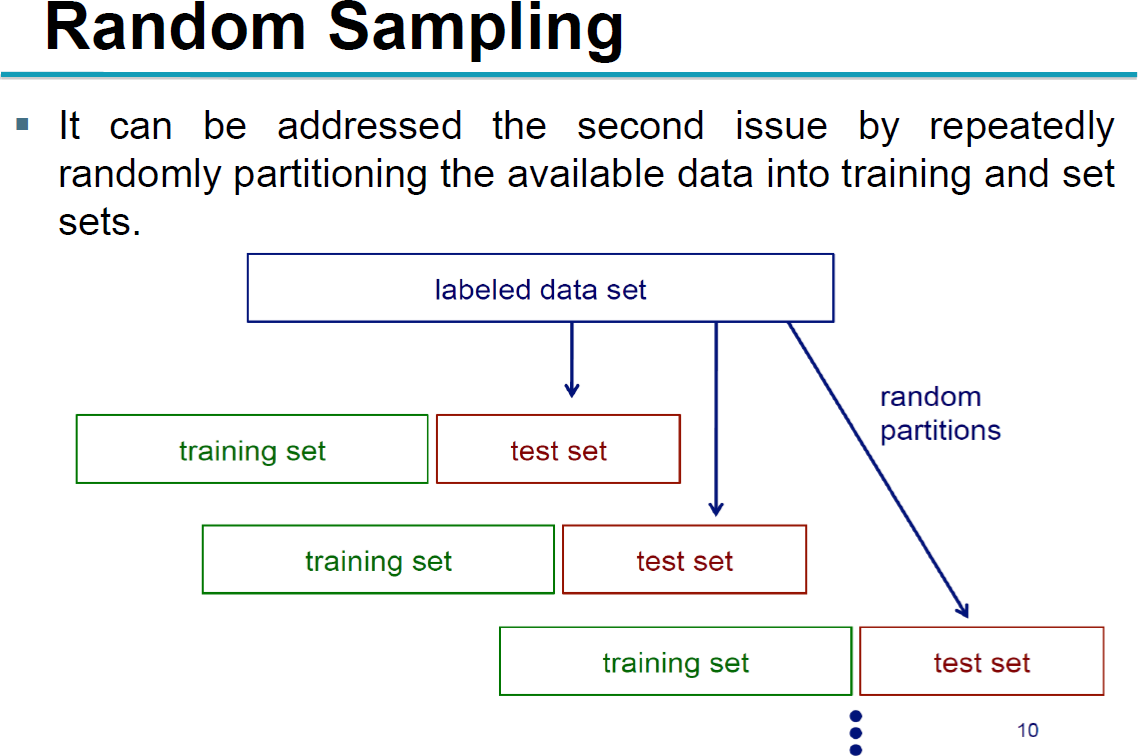 Random Sampling
It can be addressed the second issue by repeatedly
randomly partitioning the available data into training and set
sets.
labeled data set
random
partitions
training set test set
training set test set
training set test set
10